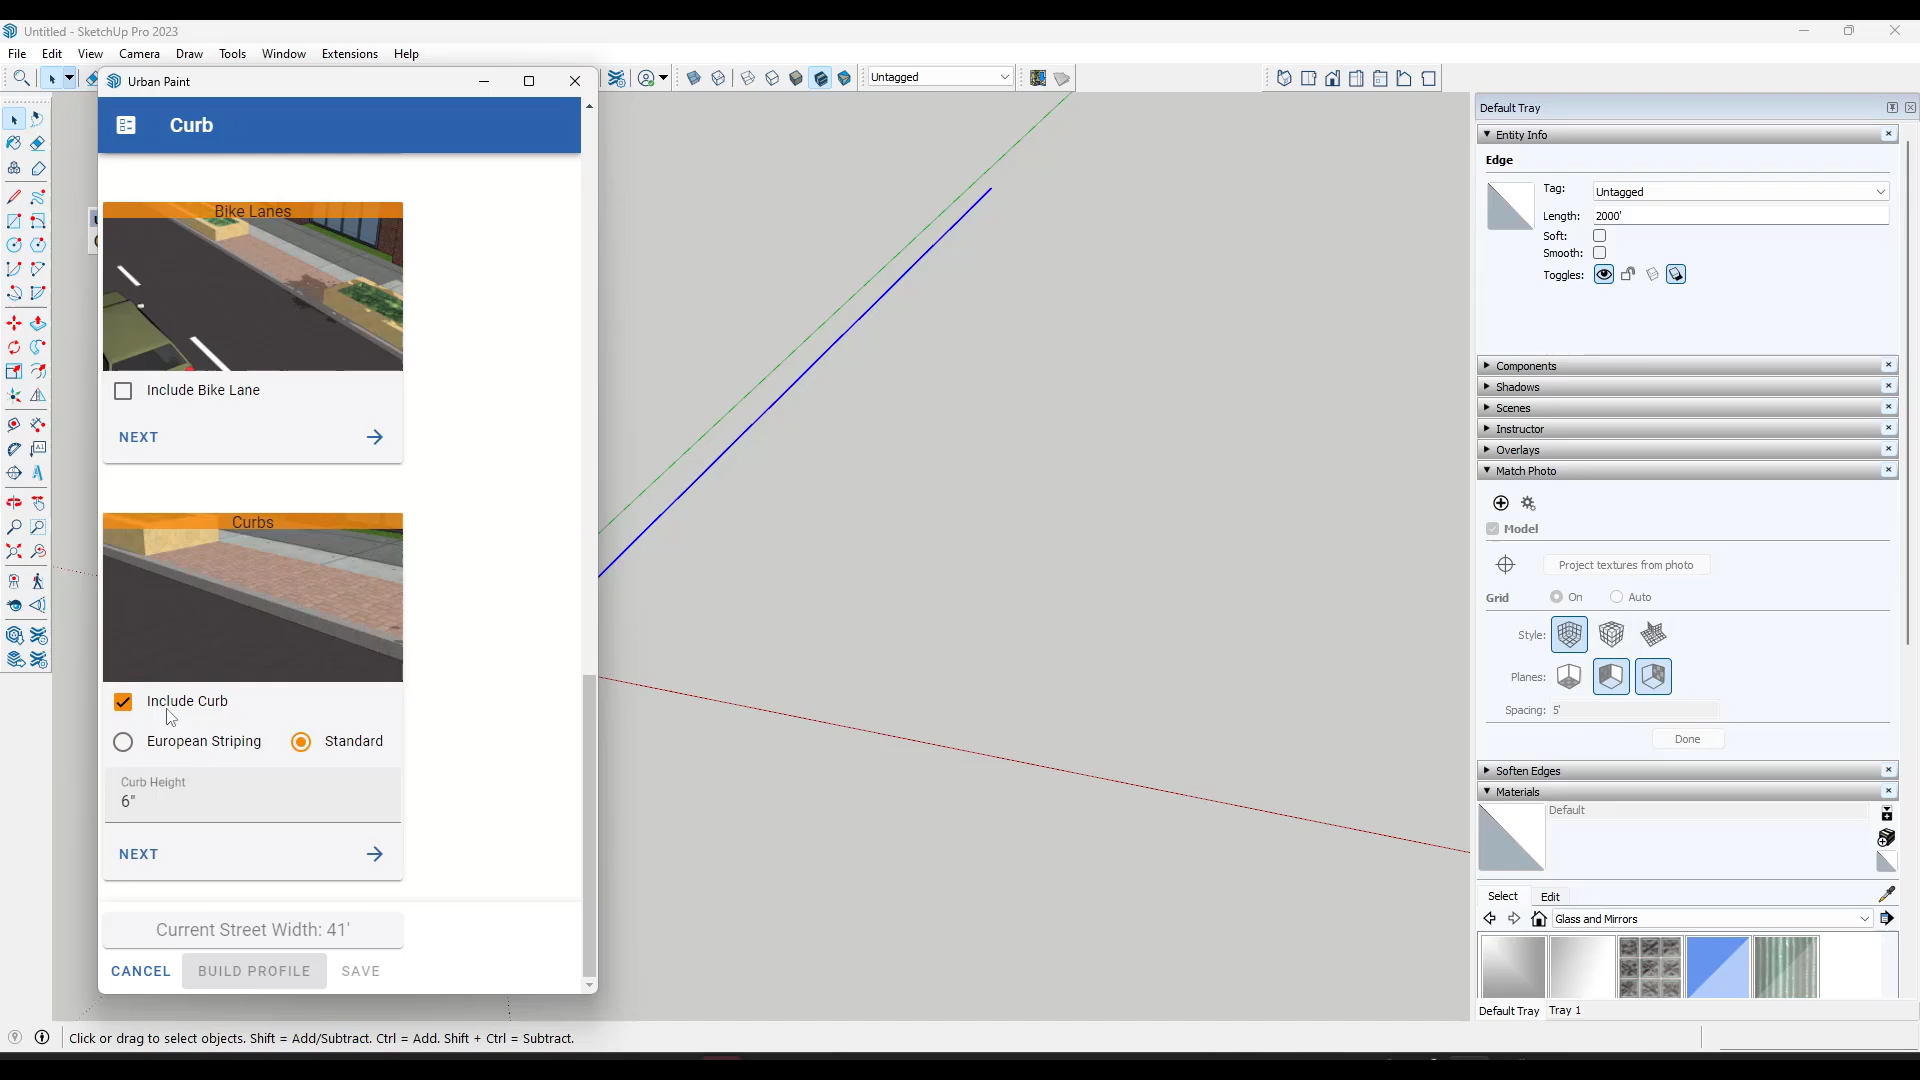 Untitled - SketchUp Pro 2023
File Edit View Camera Draw Tools Window Extensions Help
Urban Paint
Untagged
Curb
Bike Lanes
Include Bike Lane
NEXT
Curbs
Include Curb
European Striping Standard
Curb Height
6"
NEXT
Current Street Width: 41'
CANCEL BUILD PROFILE SAVE
Default Tray
Entity Info
Edge
Tag: Untagged
Length: 2000'
Soft:
Smooth:
Toggles:
Components
Shadows
Scenes
Instructor
Overlays
Match Photo
Model
Project textures from photo
Grid On Auto
Style:
Planes:
Spacing: 5'
Done
Soften Edges
Materials
Default
Select Edit
Glass and Mirrors
Default Tray Tray 1
Click or drag to select objects. Shift = Add/Subtract. Ctrl = Add. Shift + Ctrl = Subtract.